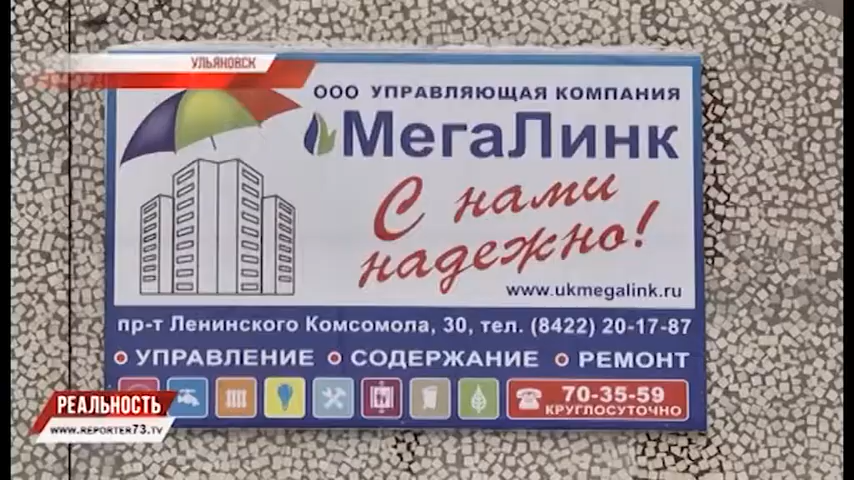 УЛЬЯНОВСК
ООО УПРАВЛЯЮЩАЯ КОМПАНИЯ
МегаЛинк
С нами
надежно!
www.ukmegalink.ru
пр-т Ленинского Комсомола, 30, тел. (8422) 20-17-87
• УПРАВЛЕНИЕ • СОДЕРЖАНИЕ • РЕМОНТ
70-35-59
КРУГЛОСУТОЧНО
РЕАЛЬНОСТЬ
WWW.REPORTER73.TV